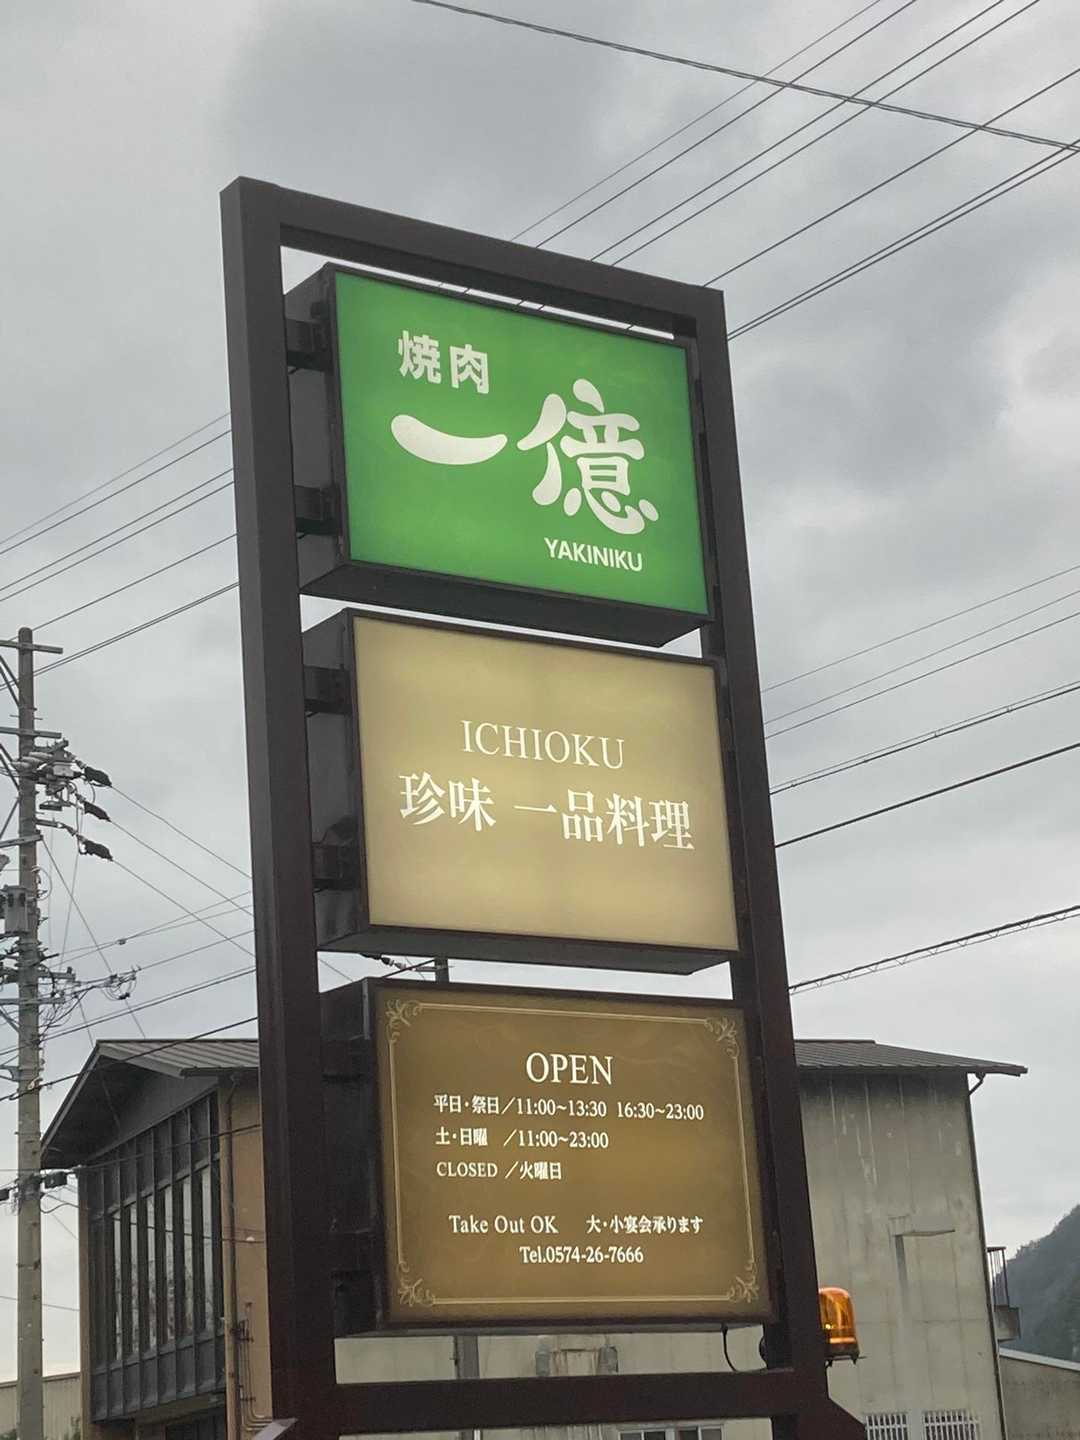 焼肉
一億
YAKINIKU
ICHIOKU
珍味 一品料理
OPEN
平日・祭日/11:00~13:30 16:30~23:00
土・日曜 /11:00~23:00
CLOSED /火曜日
Take Out OK 大・小宴会承ります
Tel.0574-26-7666